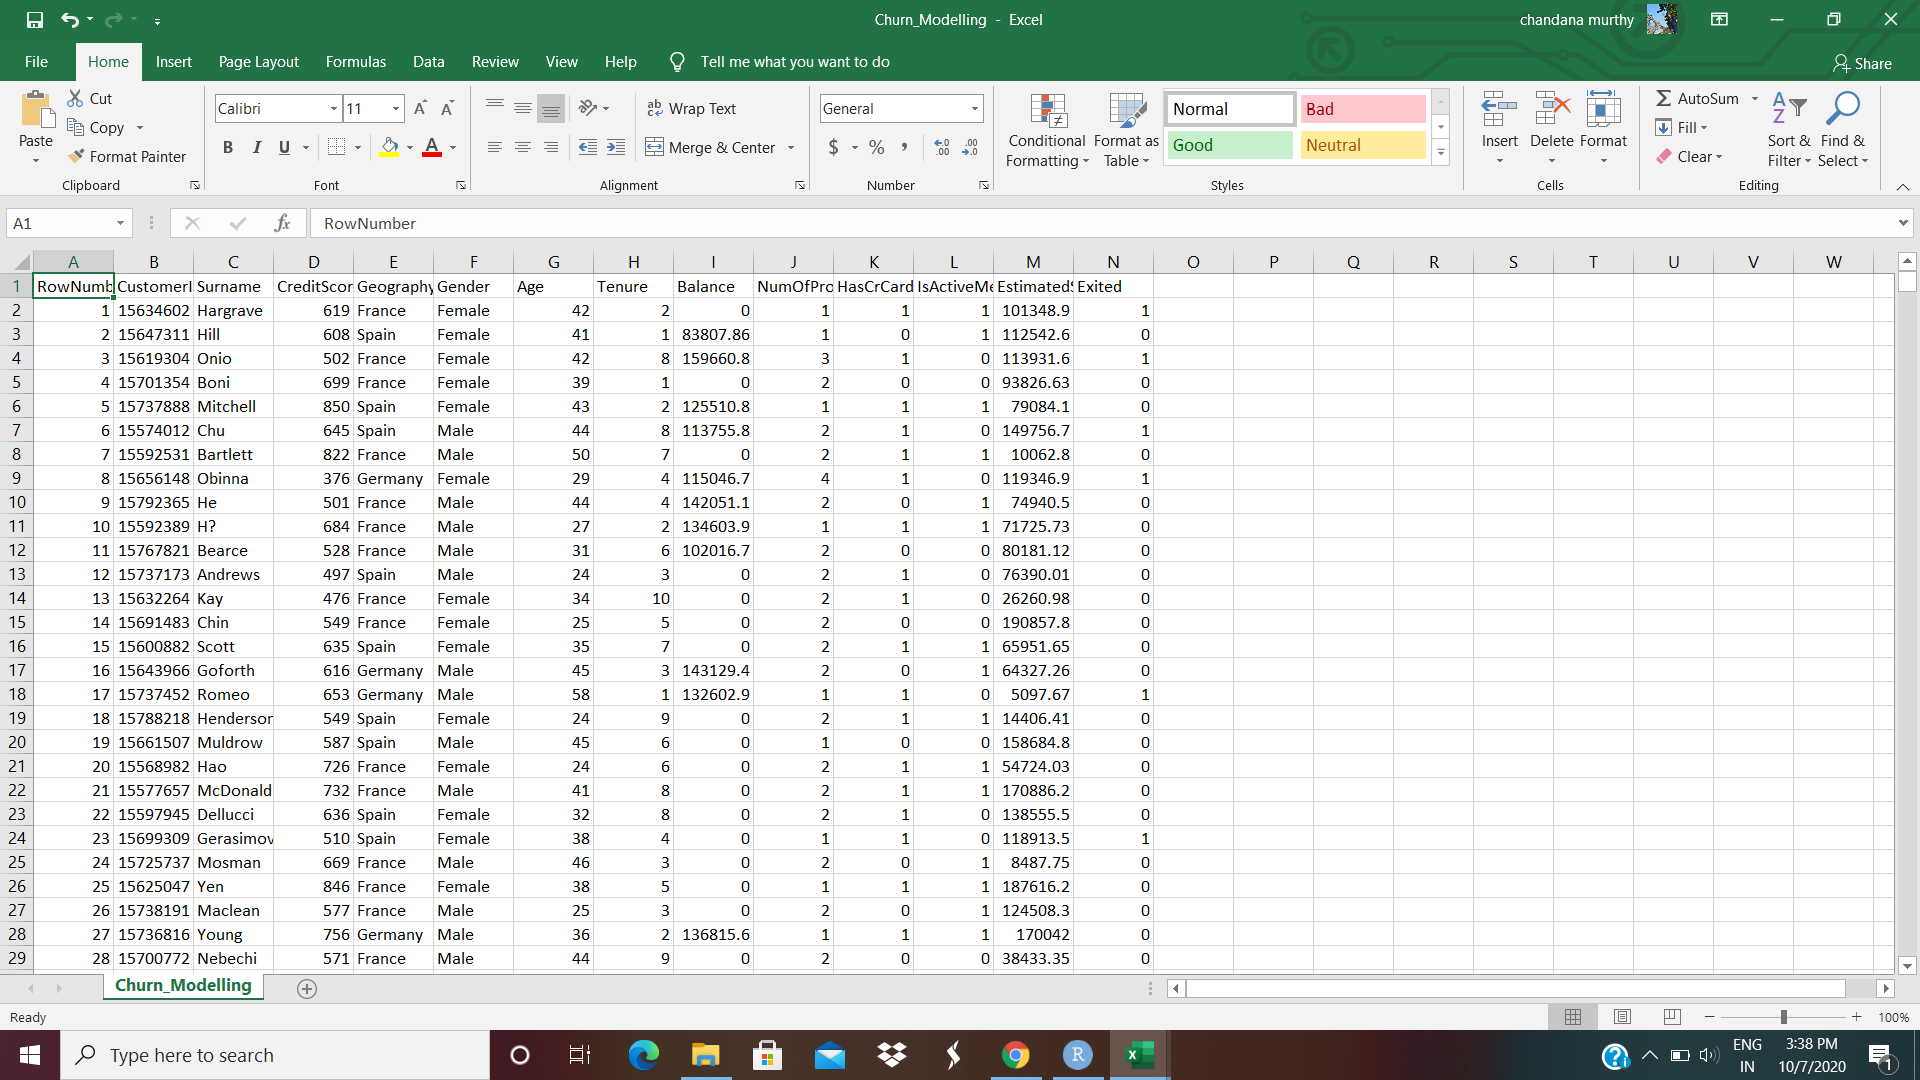 Churn_Modelling - Excel
chandana murthy
File Home Insert Page Layout Formulas Data Review View Help Tell me what you want to do Share
Paste Cut Copy Format Painter Clipboard
Calibri 11 B I U A Font
Wrap Text Merge & Center Alignment
General $ % Number
Conditional Formatting Format as Table Normal Bad Good Neutral Styles
Insert Delete Format Cells
AutoSum Fill Clear Sort & Filter Find & Select Editing
A1 fx RowNumber
A B C D E F G H I J K L M N O P Q R S T U V W
1 RowNumb CustomerI Surname CreditScor Geography Gender Age Tenure Balance NumOfPro HasCrCard IsActiveMe EstimatedS Exited
2 1 15634602 Hargrave 619 France Female 42 2 0 1 1 1 101348.9 1
3 2 15647311 Hill 608 Spain Female 41 1 83807.86 1 0 1 112542.6 0
4 3 15619304 Onio 502 France Female 42 8 159660.8 3 1 0 113931.6 1
5 4 15701354 Boni 699 France Female 39 1 0 2 0 0 93826.63 0
6 5 15737888 Mitchell 850 Spain Female 43 2 125510.8 1 1 1 79084.1 0
7 6 15574012 Chu 645 Spain Male 44 8 113755.8 2 1 0 149756.7 1
8 7 15592531 Bartlett 822 France Male 50 7 0 2 1 1 10062.8 0
9 8 15656148 Obinna 376 Germany Female 29 4 115046.7 4 1 0 119346.9 1
10 9 15792365 He 501 France Male 44 4 142051.1 2 0 1 74940.5 0
11 10 15592389 H? 684 France Male 27 2 134603.9 1 1 1 71725.73 0
12 11 15767821 Bearce 528 France Male 31 6 102016.7 2 0 0 80181.12 0
13 12 15737173 Andrews 497 Spain Male 24 3 0 2 1 0 76390.01 0
14 13 15632264 Kay 476 France Female 34 10 0 2 1 0 26260.98 0
15 14 15691483 Chin 549 France Female 25 5 0 2 0 0 190857.8 0
16 15 15600882 Scott 635 Spain Female 35 7 0 2 1 1 65951.65 0
17 16 15643966 Goforth 616 Germany Male 45 3 143129.4 2 0 1 64327.26 0
18 17 15737452 Romeo 653 Germany Male 58 1 132602.9 1 1 0 5097.67 1
19 18 15788218 Henderson 549 Spain Female 24 9 0 2 1 1 14406.41 0
20 19 15661507 Muldrow 587 Spain Male 45 6 0 1 0 0 158684.8 0
21 20 15568982 Hao 726 France Female 24 6 0 2 1 1 54724.03 0
22 21 15577657 McDonald 732 France Male 41 8 0 2 1 1 170886.2 0
23 22 15597945 Dellucci 636 Spain Female 32 8 0 2 1 0 138555.5 0
24 23 15699309 Gerasimov 510 Spain Female 38 4 0 1 1 0 118913.5 1
25 24 15725737 Mosman 669 France Male 46 3 0 2 0 1 8487.75 0
26 25 15625047 Yen 846 France Female 38 5 0 1 1 1 187616.2 0
27 26 15738191 Maclean 577 France Male 25 3 0 2 0 1 124508.3 0
28 27 15736816 Young 756 Germany Male 36 2 136815.6 1 1 1 170042 0
29 28 15700772 Nebechi 571 France Male 44 9 0 2 0 0 38433.35 0
Churn_Modelling
Ready 100%
Type here to search
ENG IN
3:38 PM
10/7/2020
1